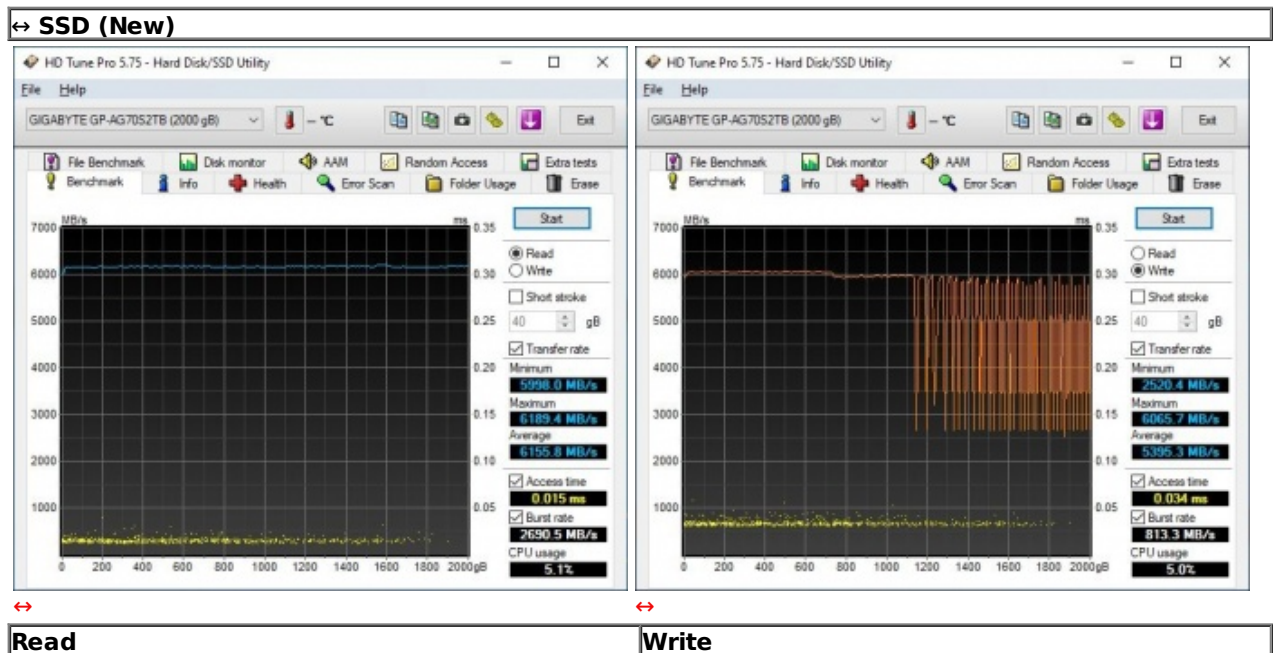 ↔ SSD (New)
HD Tune Pro 5.75 - Hard Disk/SSD Utility
File Help
GIGABYTE GP-AG70S2TB (2000 gB) – °C Exit
File Benchmark Disk monitor AAM Random Access Extra tests
Benchmark Info Health Error Scan Folder Usage Erase
MB/s ms Start
7000 0.35
Read
6000 0.30 Write
Short stroke
5000 0.25 40 gB
Transfer rate
4000 0.20 Minimum
5998.0 MB/s
Maximum
3000 0.15 6189.4 MB/s
Average
6155.8 MB/s
2000 0.10
Access time
0.015 ms
1000 0.05 Burst rate
2690.5 MB/s
CPU usage
0 200 400 600 800 1000 1200 1400 1600 1800 2000gB 5.1%
HD Tune Pro 5.75 - Hard Disk/SSD Utility
File Help
GIGABYTE GP-AG70S2TB (2000 gB) – °C Exit
File Benchmark Disk monitor AAM Random Access Extra tests
Benchmark Info Health Error Scan Folder Usage Erase
MB/s ms Start
7000 0.35
Read
6000 0.30 Write
Short stroke
5000 0.25 40 gB
Transfer rate
4000 0.20 Minimum
2520.4 MB/s
Maximum
3000 0.15 6065.7 MB/s
Average
5395.3 MB/s
2000 0.10
Access time
0.034 ms
1000 0.05 Burst rate
813.3 MB/s
CPU usage
0 200 400 600 800 1000 1200 1400 1600 1800 2000gB 5.0%
↔ ↔
Read Write